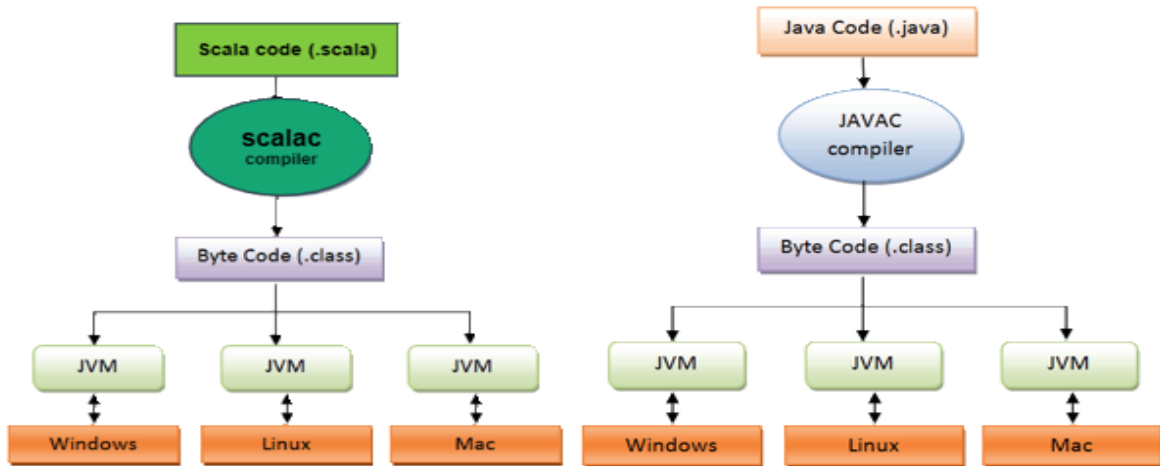 Scala code (.scala)
scalac
compiler
Byte Code (.class)
JVM
JVM
JVM
Windows
Linux
Mac
Java Code (.java)
JAVAC
compiler
Byte Code (.class)
JVM
JVM
JVM
Windows
Linux
Mac